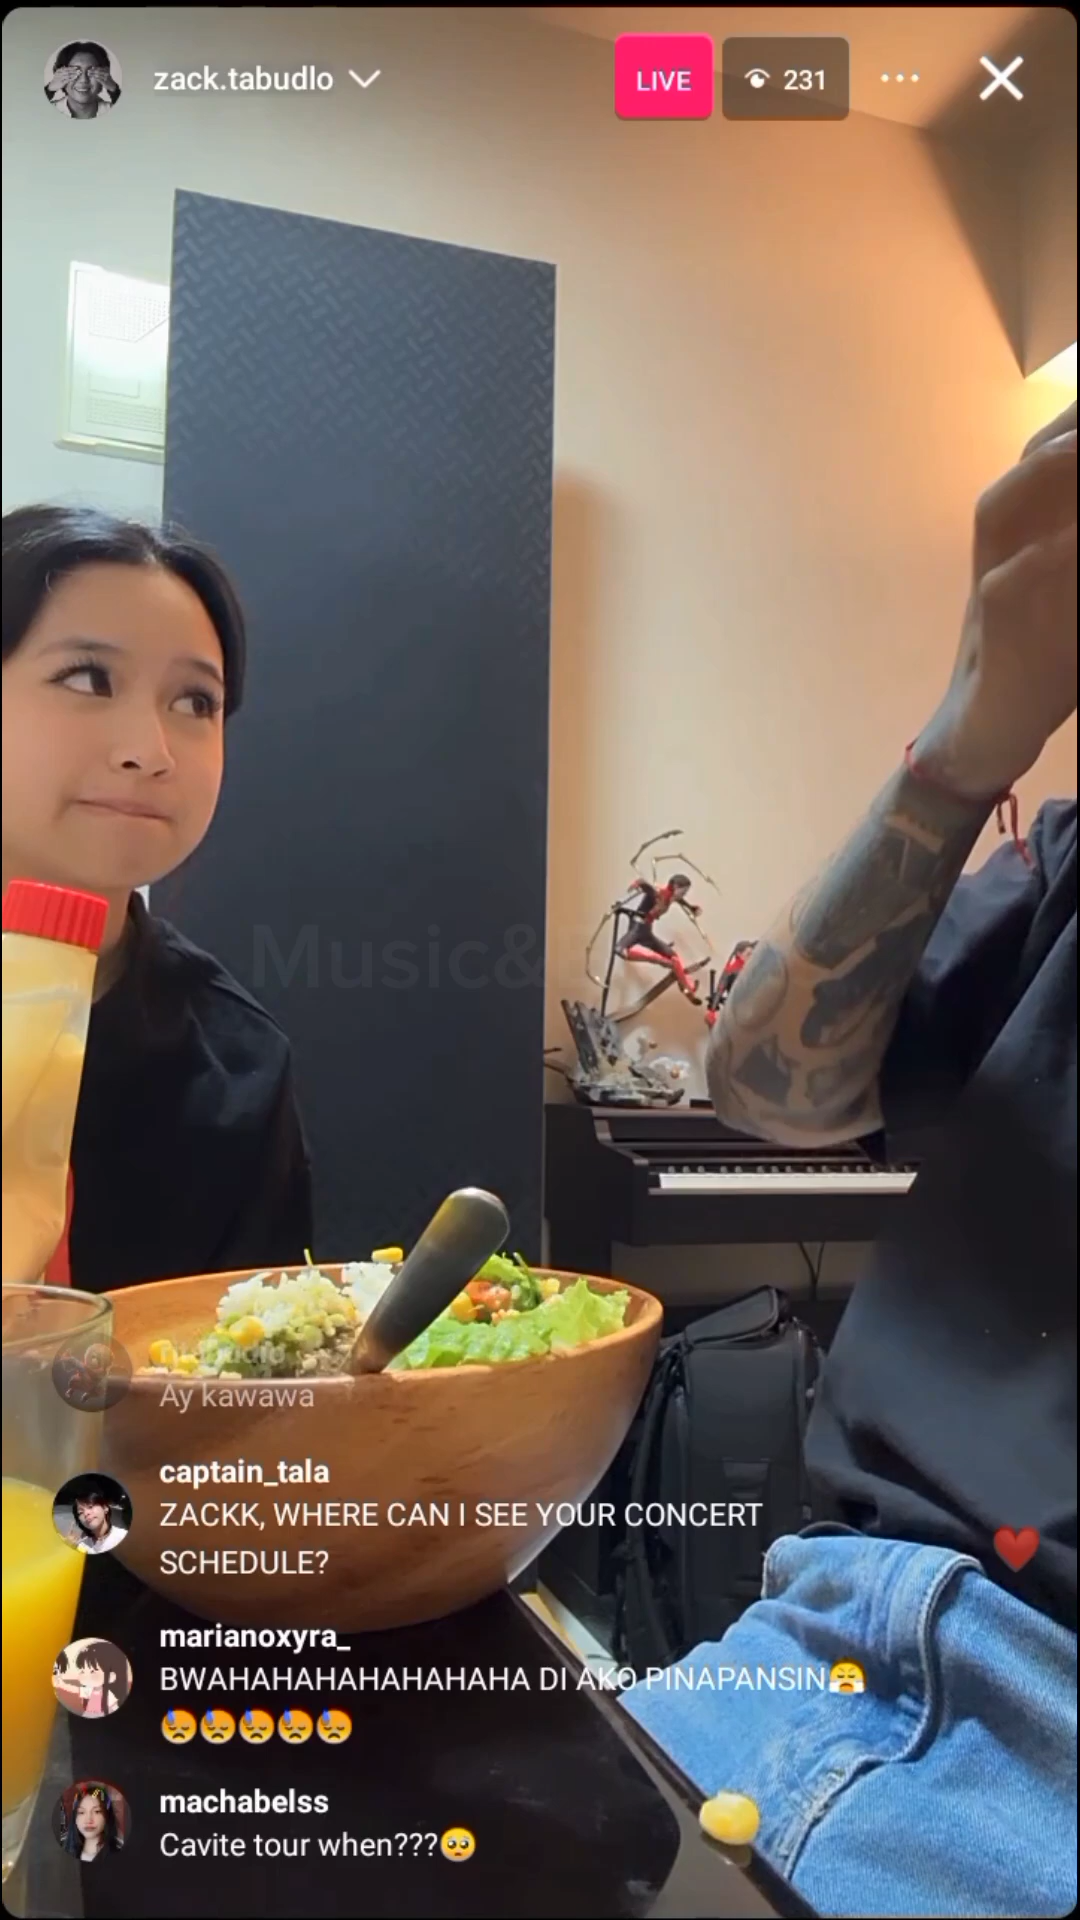 zack.tabudlo
LIVE
231
Music&
Ay kawawa
captain_tala
ZACKK, WHERE CAN I SEE YOUR CONCERT
SCHEDULE?
marianoxyra_
BWAHAHAHAHAHAHAHA DI AKO PINAPANSIN😤
😓😓😓😓😓
machabelss
Cavite tour when???🥺